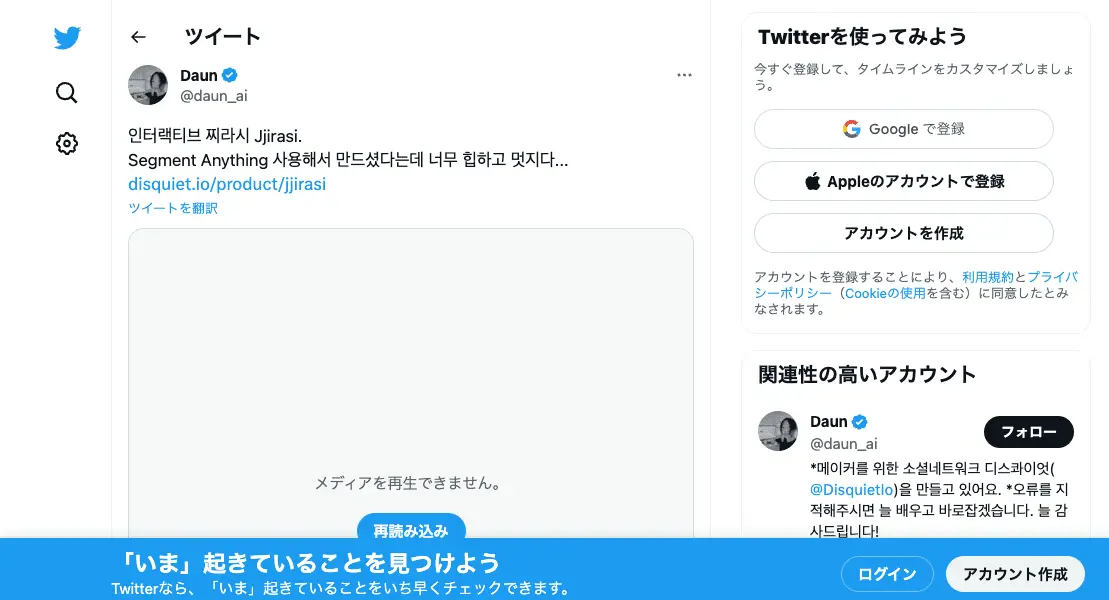 ツイート
Daun
@daun_ai
인터랙티브 찌라시 Jjirasi.
Segment Anything 사용해서 만드셨다는데 너무 힙하고 멋지다...
disquiet.io/product/jjirasi
ツイートを翻訳
メディアを再生できません。
再読み込み
Twitterを使ってみよう
今すぐ登録して、タイムラインをカスタマイズしましょ
う。
Google で登録
Appleのアカウントで登録
アカウントを作成
アカウントを登録することにより、利用規約とプライバ
シーポリシー（Cookieの使用を含む）に同意したとみ
なされます。
関連性の高いアカウント
Daun
@daun_ai
フォロー
*메이커를 위한 소셜네트워크 디스콰이엇(
@DisquietIo)을 만들고 있어요. *오류를 지
적해주시면 늘 배우고 바로잡겠습니다. 늘 감
사드립니다!
「いま」起きていることを見つけよう
Twitterなら、「いま」起きていることをいち早くチェックできます。
ログイン
アカウント作成